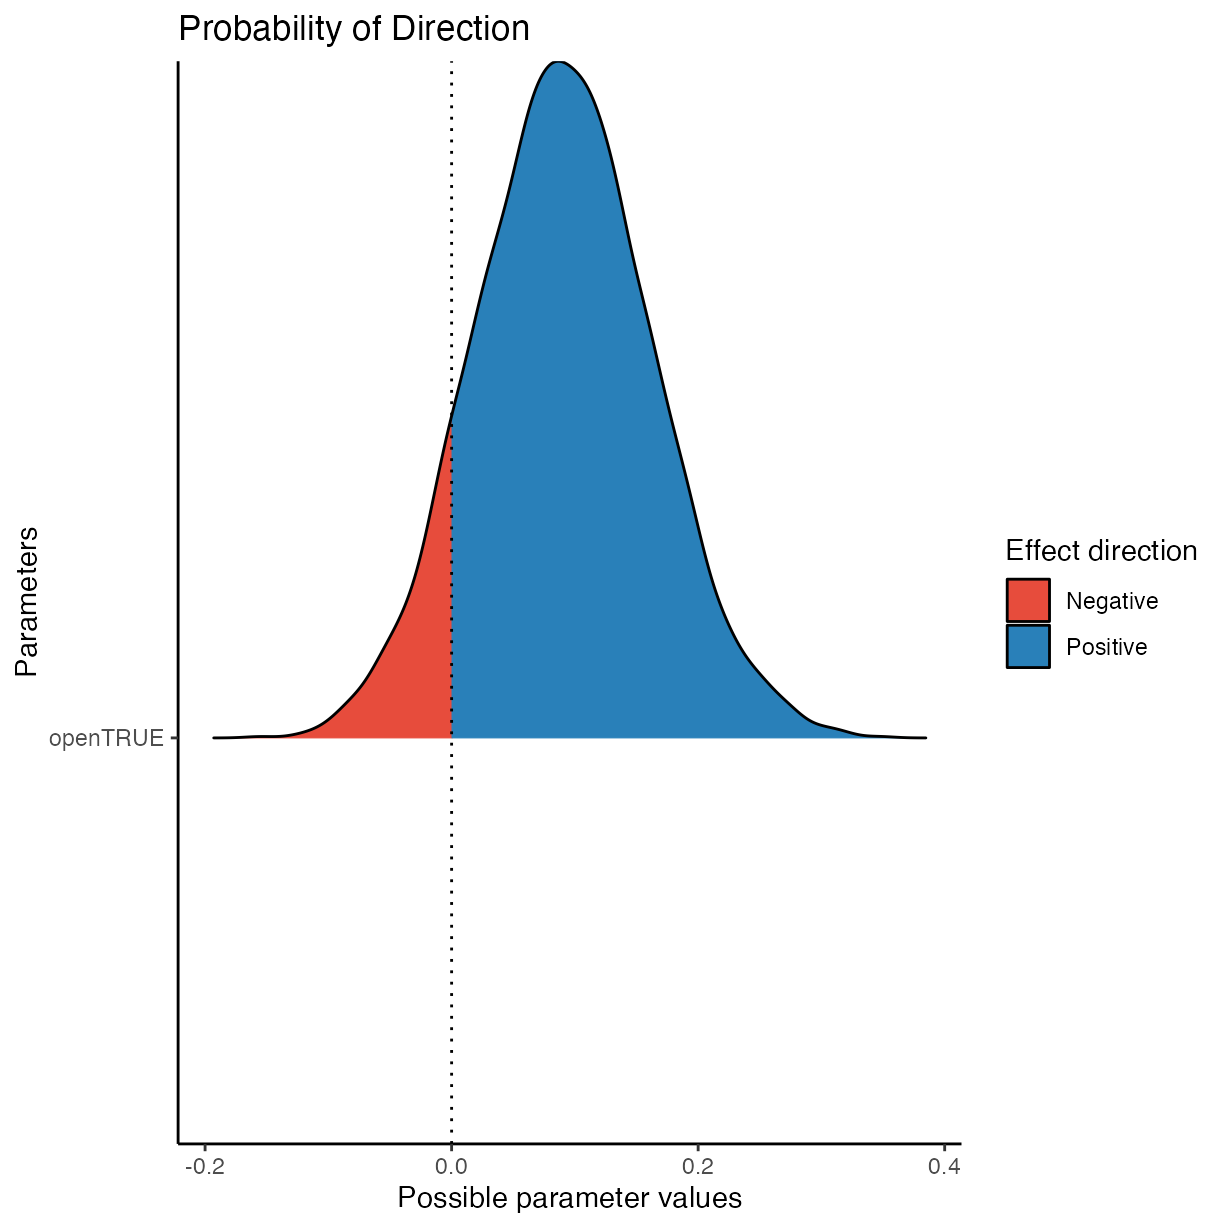 Probability of Direction
Parameters
openTRUE
Effect direction
Negative
Positive
-0.2
0.0
0.2
0.4
Possible parameter values